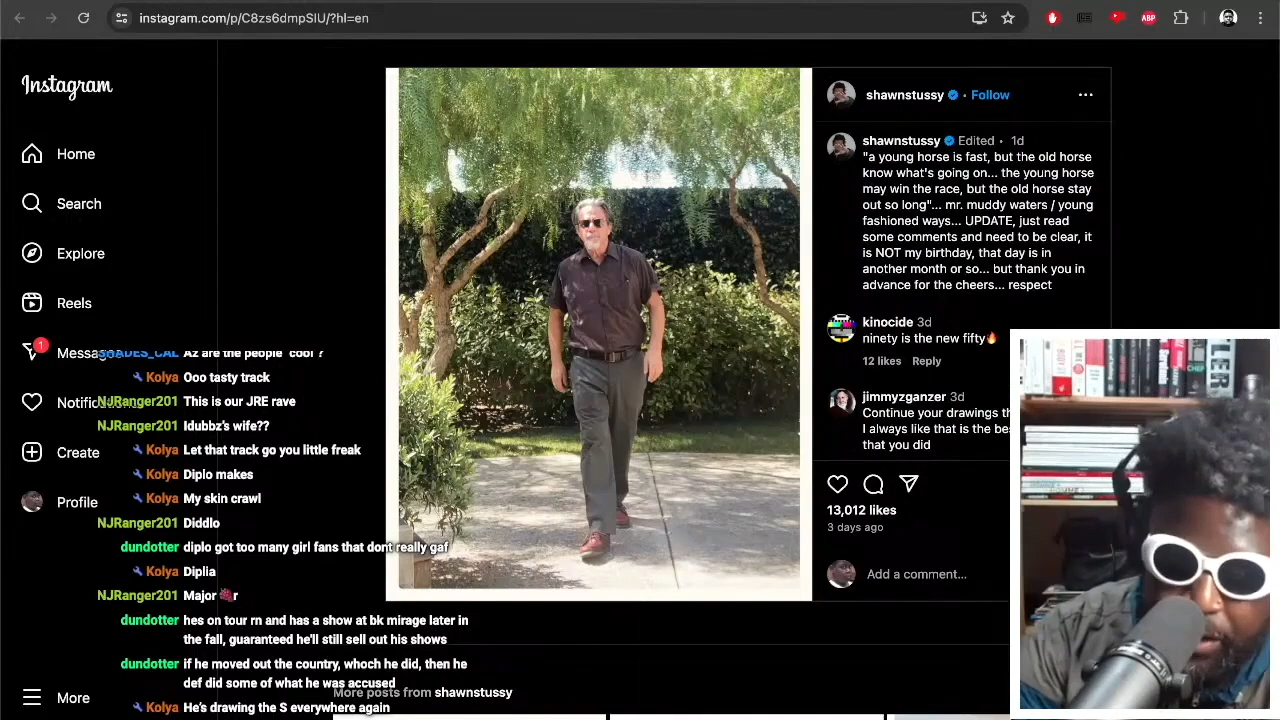 instagram.com/p/C8zs6dmpSIU/?hl=en
ABP
Instagram
Home
Search
Explore
Reels
1
Messag
Notific
Create
Profile
More
shawnstussy • Follow
shawnstussy Edited • 1d
"a young horse is fast, but the old horse
know what's going on... the young horse
may win the race, but the old horse stay
out so long"... mr. muddy waters / young
fashioned ways... UPDATE, just read
some comments and need to be clear, it
is NOT my birthday, that day is in
another month or so... but thank you in
advance for the cheers... respect
kinocide 3d
ninety is the new fifty🔥
12 likes Reply
jimmyzganzer 3d
Continue your drawings th
I always like that is the bes
that you did
13,012 likes
3 days ago
Add a comment...
More posts from shawnstussy
SHADES_CAL Az are the people cool ?
Kolya Ooo tasty track
NJRanger201 This is our JRE rave
NJRanger201 Idubbz's wife??
Kolya Let that track go you little freak
Kolya Diplo makes
Kolya My skin crawl
NJRanger201 Diddlo
dundotter diplo got too many girl fans that dont really gaf
Kolya Diplia
NJRanger201 Major 🍇r
dundotter hes on tour rn and has a show at bk mirage later in
the fall, guaranteed he'll still sell out his shows
dundotter if he moved out the country, whoch he did, then he
def did some of what he was accused
Kolya He's drawing the S everywhere again